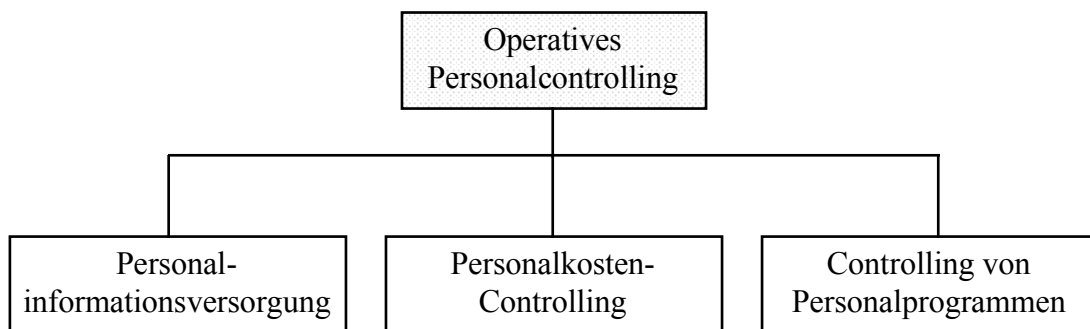 Operatives
Personalcontrolling
Personal-
informationsversorgung
Personalkosten-
Controlling
Controlling von
Personalprogrammen